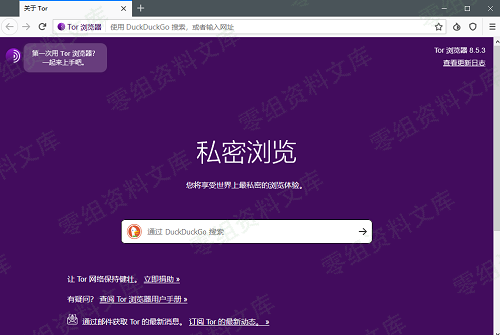 关于 Tor
Tor 浏览器
使用 DuckDuckGo 搜索，或者输入网址
第一次用 Tor 浏览器？
一起来上手吧。
Tor 浏览器 8.5.3
查看更新日志
私密浏览
您将享受世界上最私密的浏览体验。
通过 DuckDuckGo 搜索
让 Tor 网络保持健壮。 立即捐助 »
有疑问？ 查阅 Tor 浏览器用户手册 »
通过邮件获取 Tor 的最新消息。 订阅 Tor 的最新动态。 »
零组资料文库
零组资料文库
零组资料文库
零组资料文库
零组资料文库